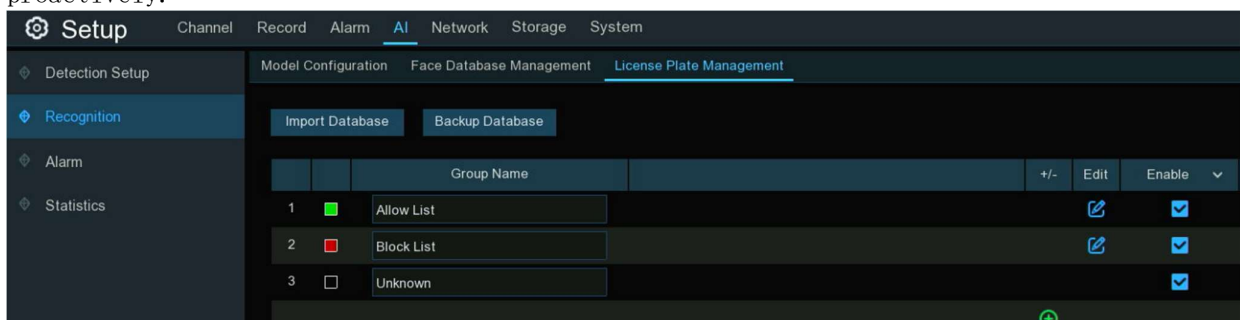 proactively.
Setup Channel Record Alarm AI Network Storage System
Detection Setup
Recognition
Alarm
Statistics
Model Configuration Face Database Management License Plate Management
Import Database Backup Database
Group Name +/- Edit Enable
1 Allow List
2 Block List
3 Unknown